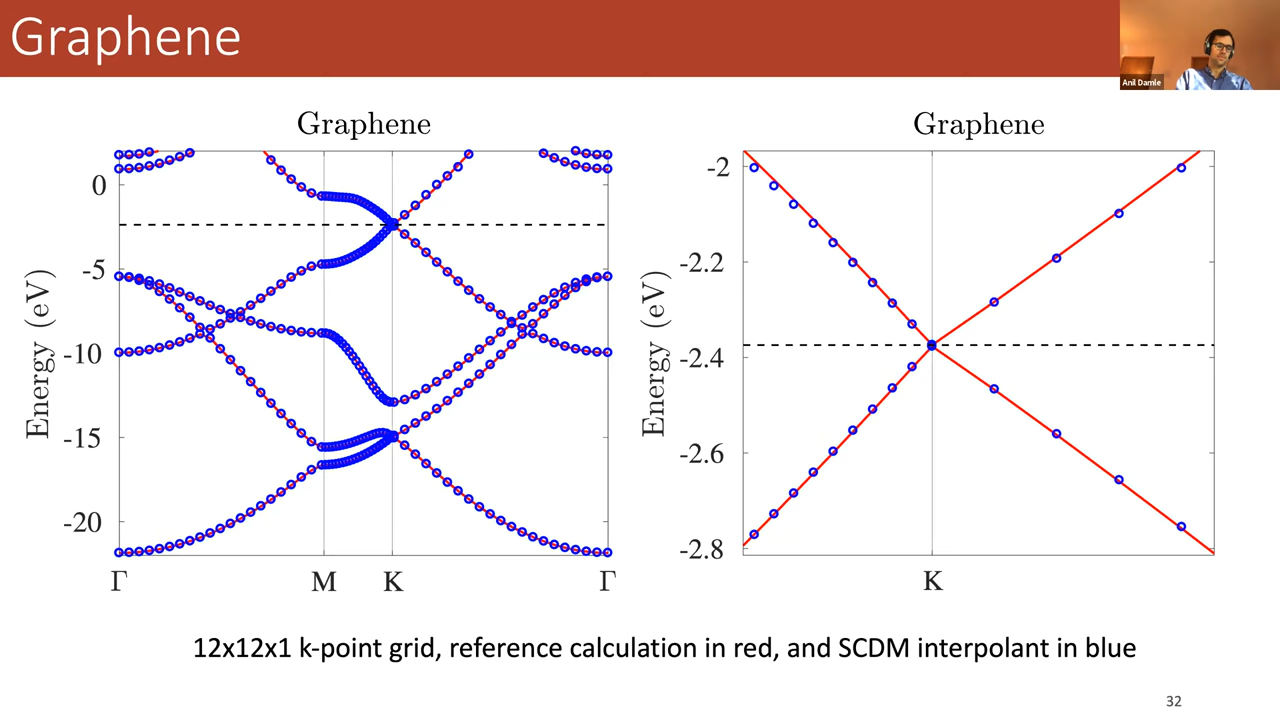 Graphene
Anil Damle
Graphene
Energy (eV)
0
-5
-10
-15
-20
Γ M K Γ
Graphene
Energy (eV)
-2
-2.2
-2.4
-2.6
-2.8
K
12x12x1 k-point grid, reference calculation in red, and SCDM interpolant in blue
32